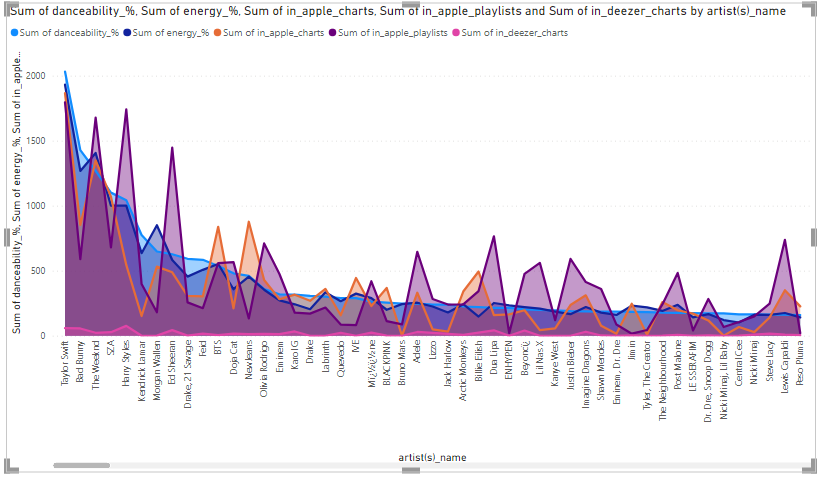 Sum of danceability_%, Sum of energy_%, Sum of in_apple_charts, Sum of in_apple_playlists and Sum of in_deezer_charts by artist(s)_name
Sum of danceability_% Sum of energy_% Sum of in_apple_charts Sum of in_apple_playlists Sum of in_deezer_charts
Sum of danceability_%, Sum of energy_%, Sum of in_apple...
2000
1500
1000
500
0
Taylor Swift
Bad Bunny
The Weeknd
SZA
Harry Styles
Kendrick Lamar
Morgan Wallen
Ed Sheeran
Drake, 21 Savage
Feid
BTS
Doja Cat
NewJeans
Olivia Rodrigo
Eminem
Karol G
Drake
Labrinth
Quevedo
IVE
Mï¿½ï¿½ne
BLACKPINK
Bruno Mars
Adele
Lizzo
Jack Harlow
Arctic Monkeys
Billie Eilish
Dua Lipa
ENHYPEN
Beyoncï¿
Lil Nas X
Kanye West
Justin Bieber
Imagine Dragons
Shawn Mendes
Eminem, Dr. Dre
Jimin
Tyler, The Creator
The Neighbourhood
Post Malone
LE SSERAFIM
Dr. Dre, Snoop Dogg
Nicki Minaj, Lil Baby
Central Cee
Nicki Minaj
Steve Lacy
Lewis Capaldi
Peso Pluma
artist(s)_name